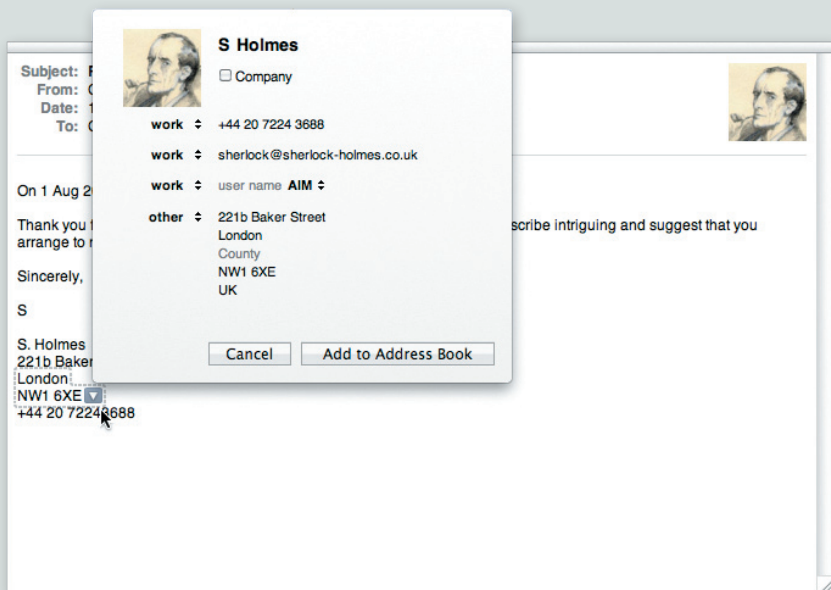 S Holmes
Company
work +44 20 7224 3688
work sherlock@sherlock-holmes.co.uk
work user name AIM
other 221b Baker Street
London
County
NW1 6XE
UK
Cancel Add to Address Book
Subject:
From:
Date: 1
To:
On 1 Aug
Thank you scribe intriguing and suggest that you
arrange to
Sincerely,
S
S. Holmes
221b Baker
London
NW1 6XE
+44 20 72243688